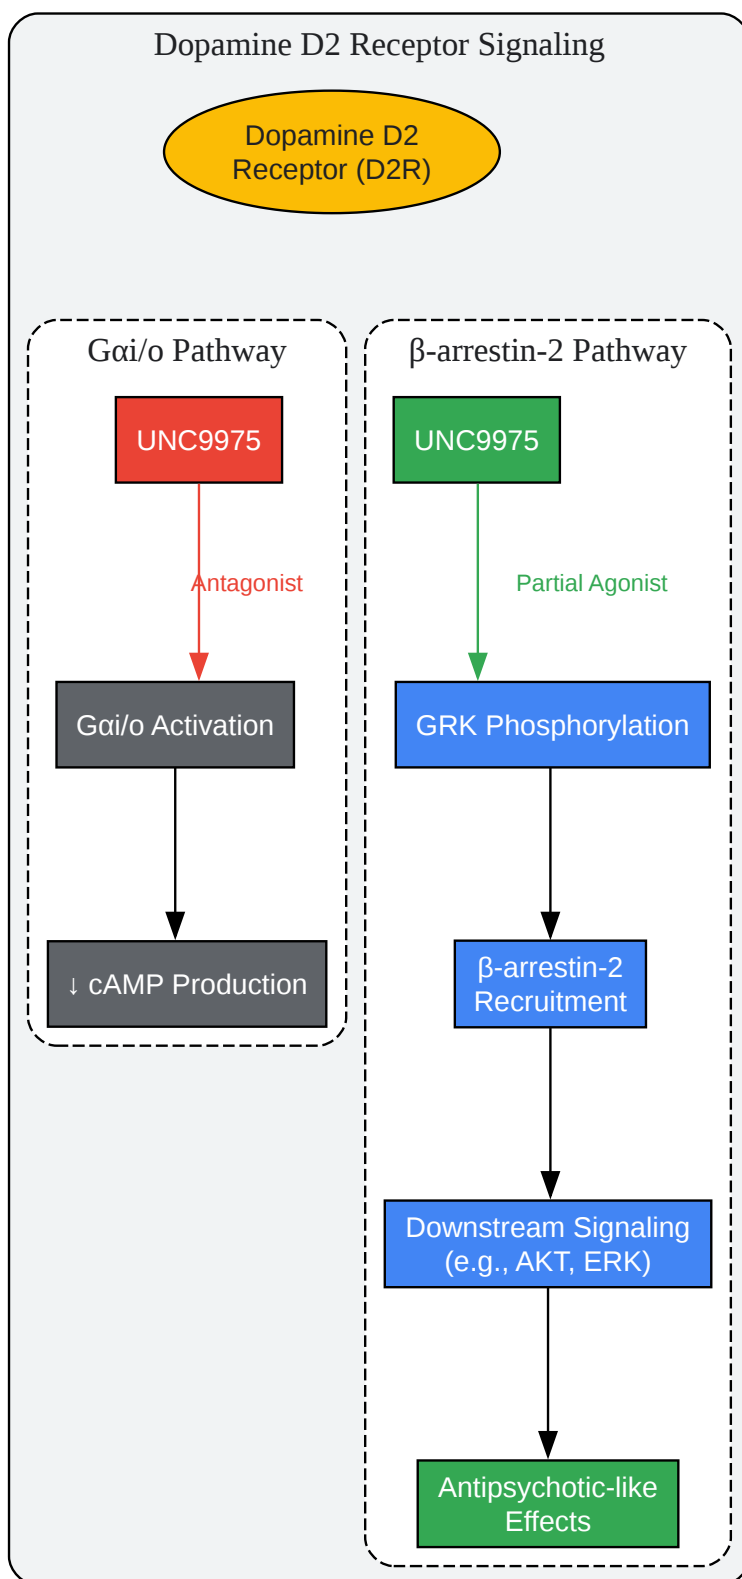 Dopamine D2 Receptor Signaling
Dopamine D2
Receptor (D2R)
Gαi/o Pathway
UNC9975
Antagonist
Gαi/o Activation
↓ cAMP Production
β-arrestin-2 Pathway
UNC9975
Partial Agonist
GRK Phosphorylation
β-arrestin-2
Recruitment
Downstream Signaling
(e.g., AKT, ERK)
Antipsychotic-like
Effects